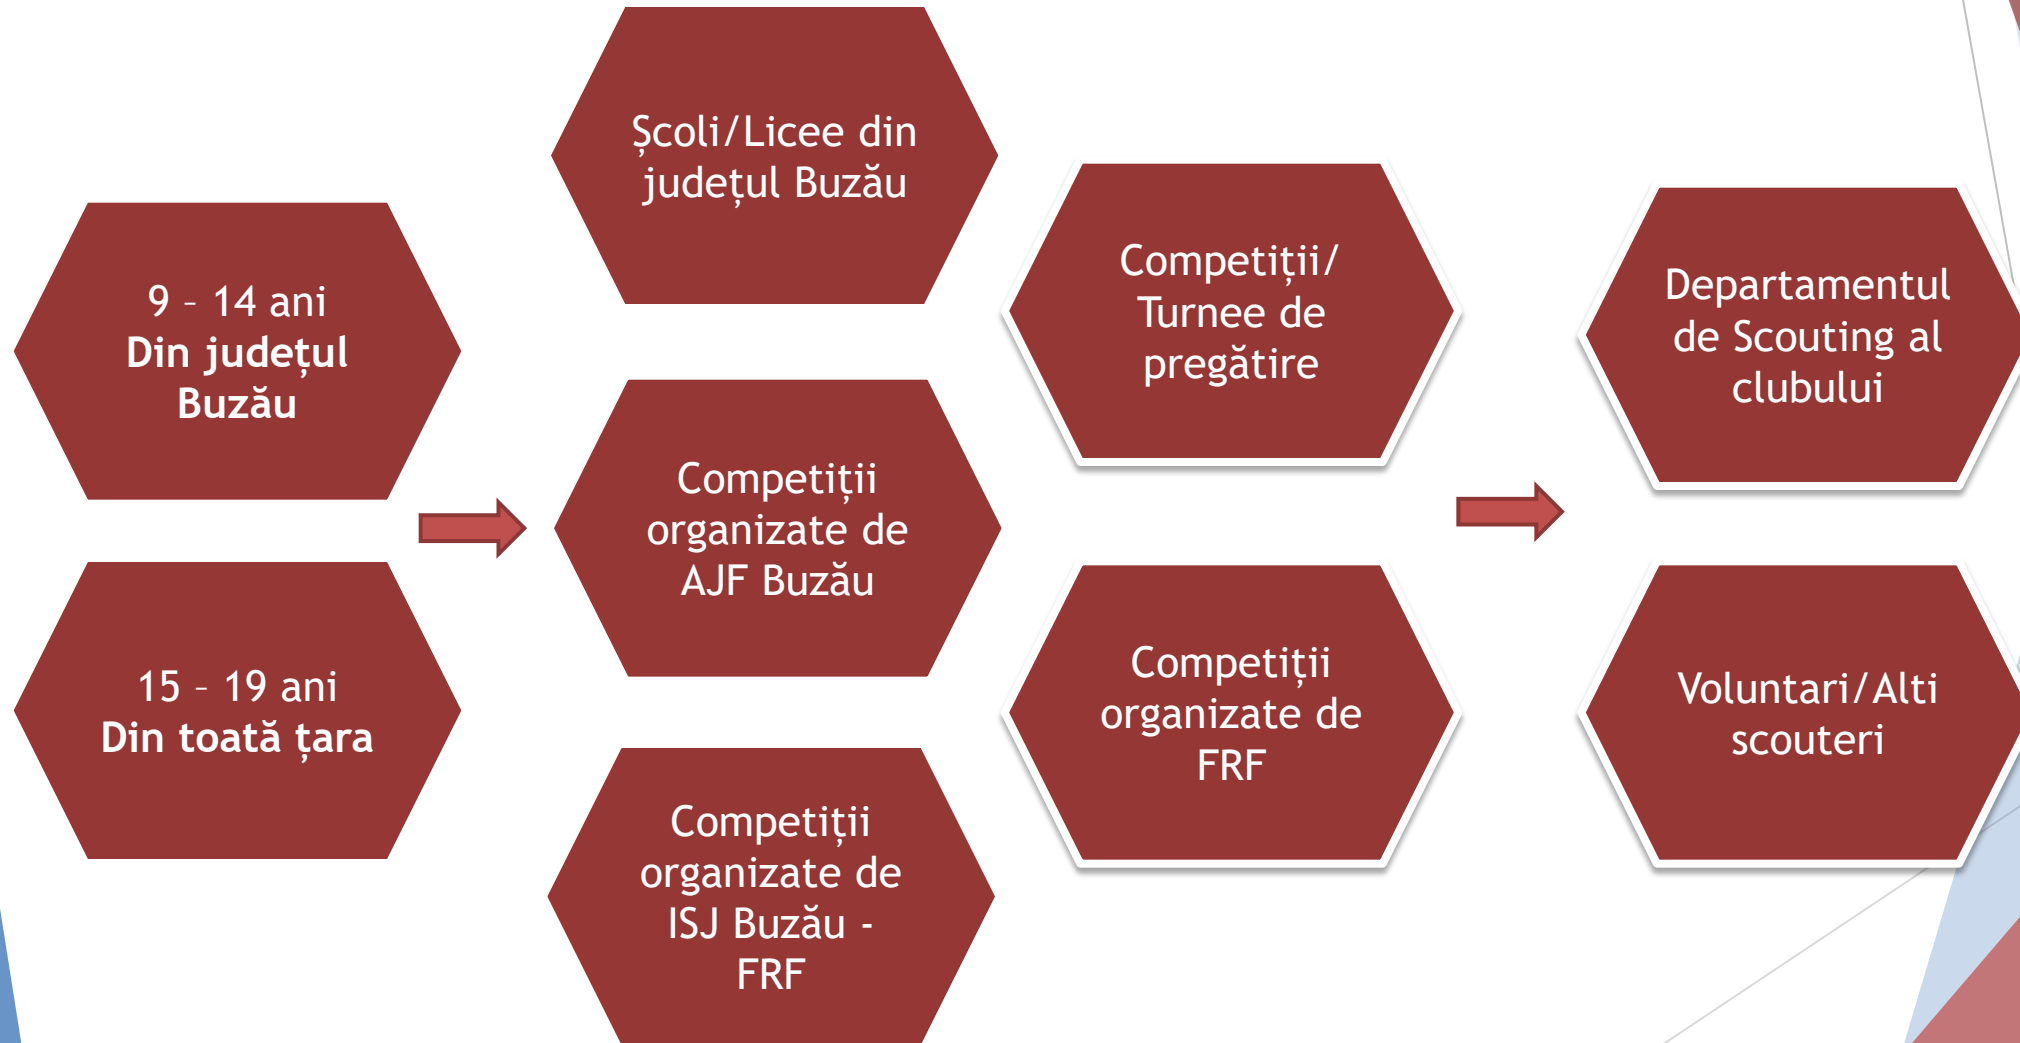 9 – 14 ani
Din județul
Buzău
15 – 19 ani
Din toată țara
Școli/Licee din
județul Buzău
Competiții
organizate de
AJF Buzău
Competiții
organizate de
ISJ Buzău -
FRF
Competiții/
Turnee de
pregătire
Competiții
organizate de
FRF
Departamentul
de Scouting al
clubului
Voluntari/Alti
scouteri